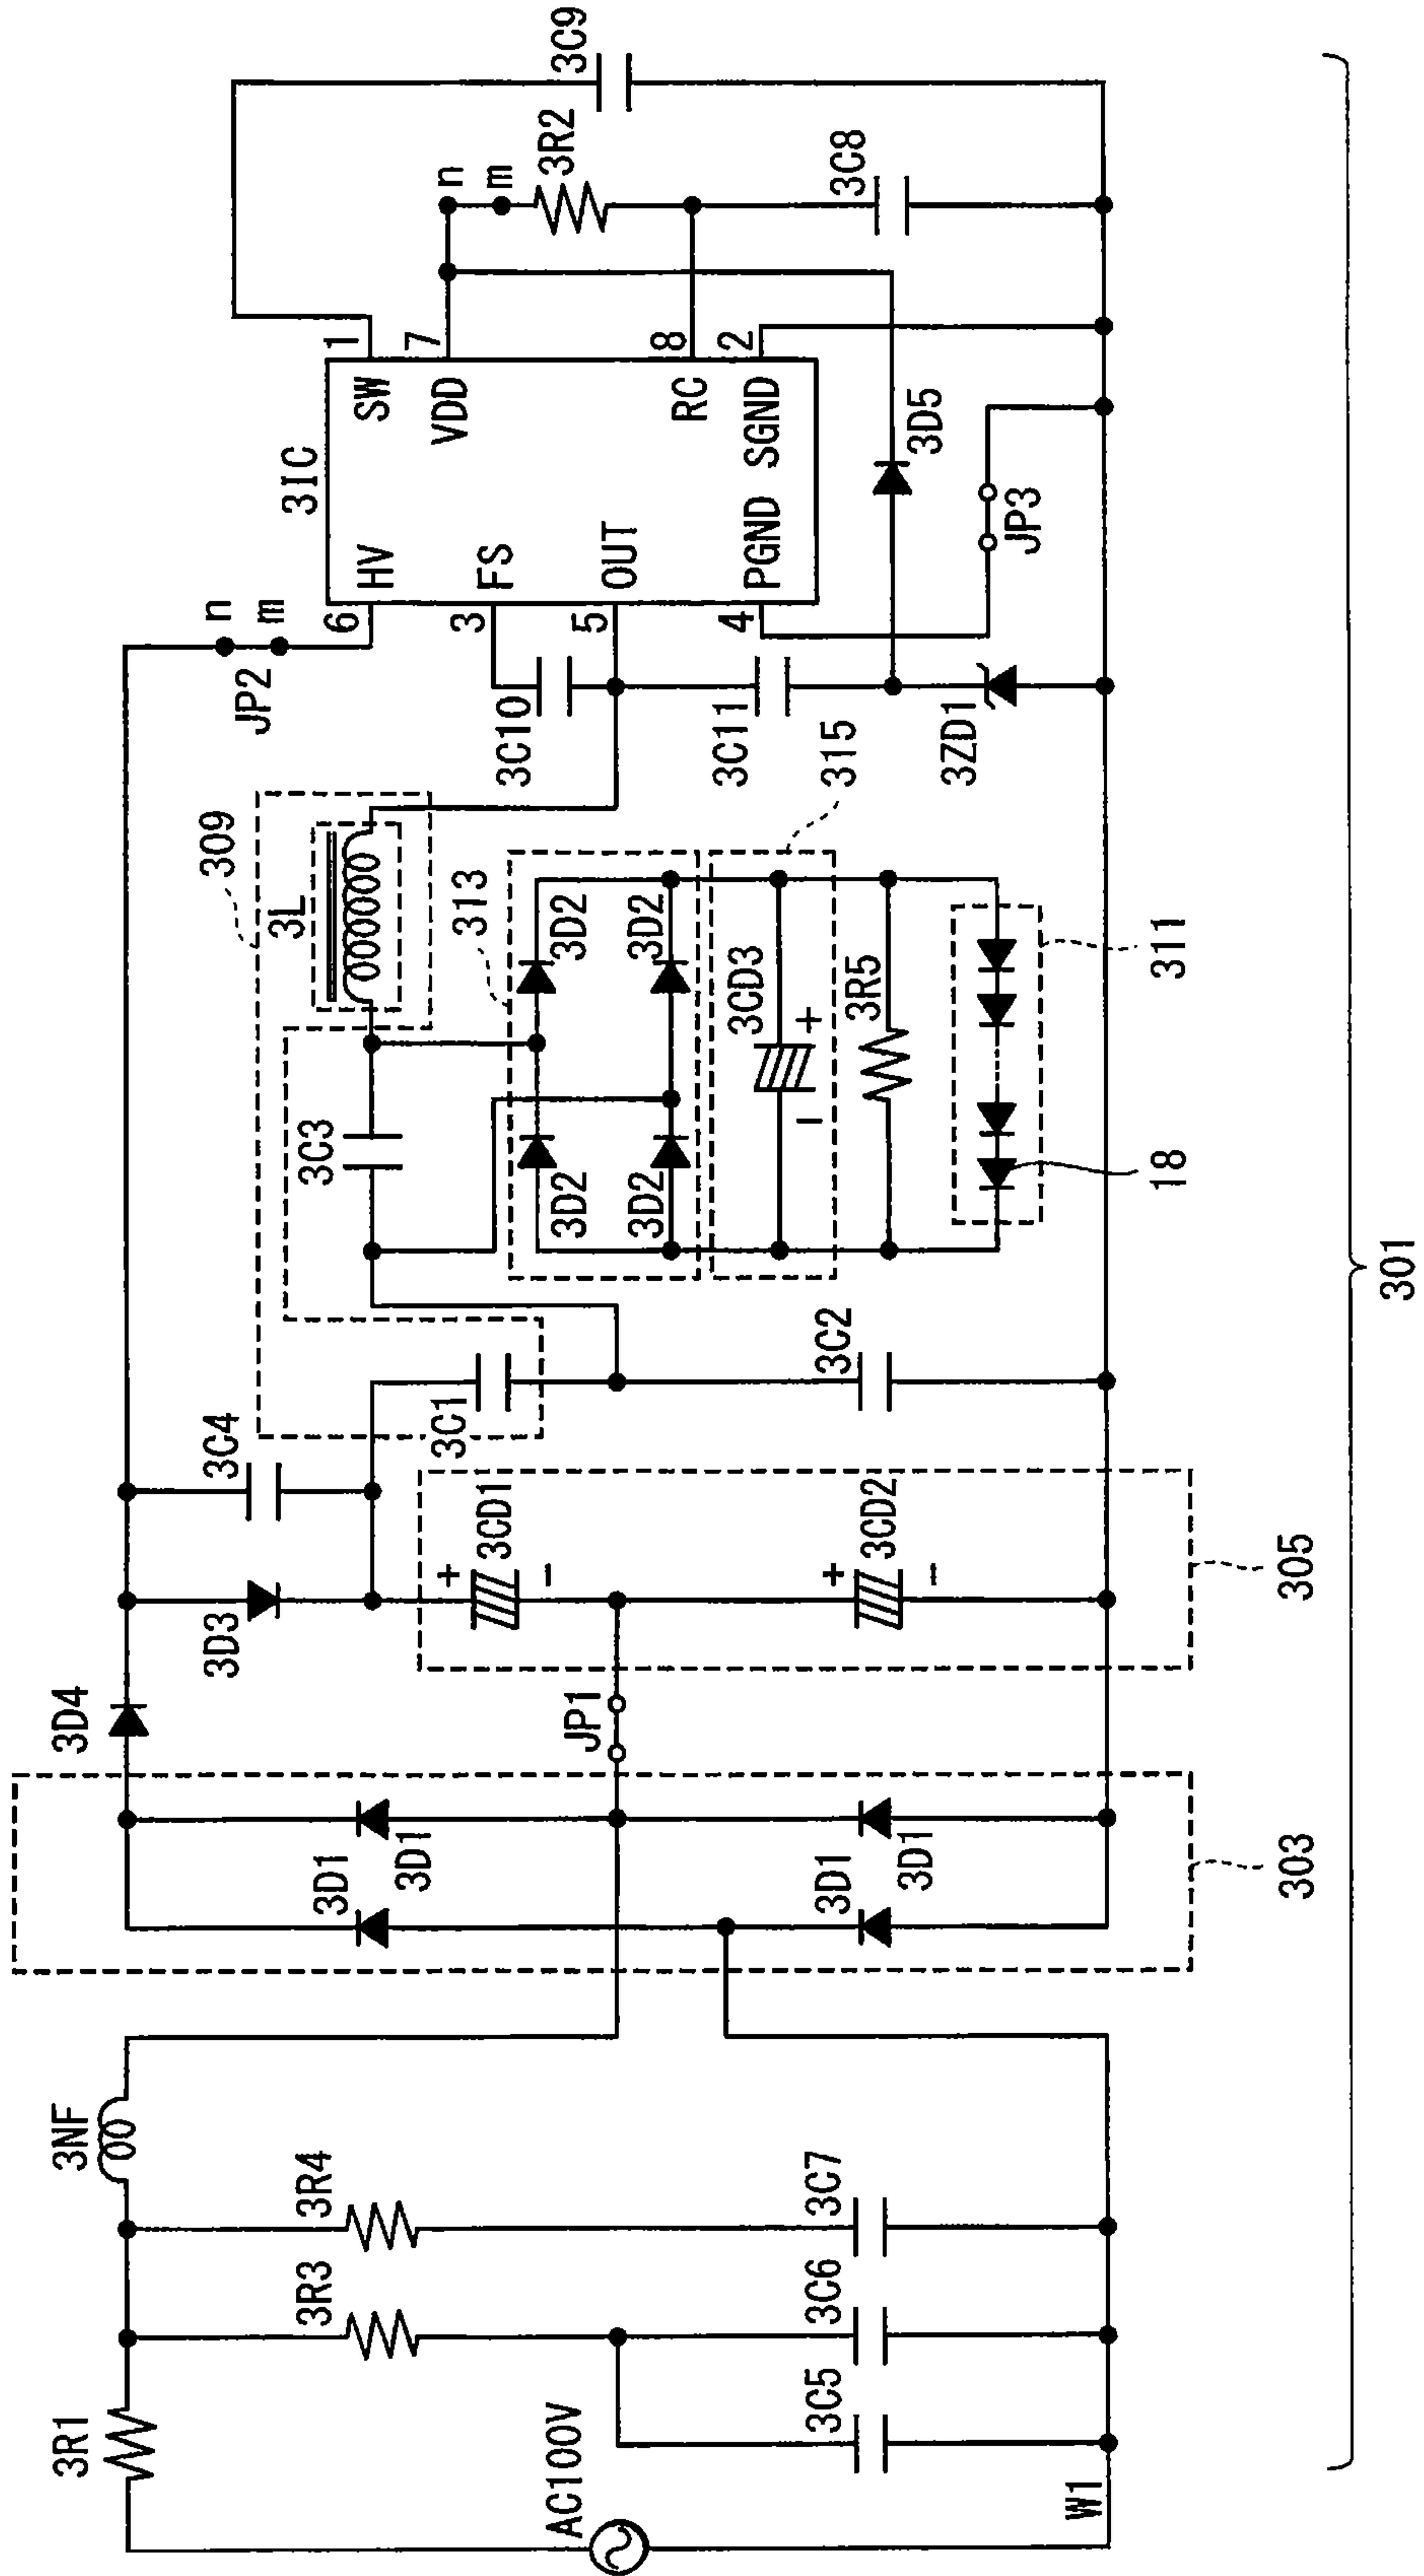 3R1
3NF
AC100V
W1
3R3
3R4
3C5
3C6
3C7
3D1
3D1
3D1
3D1
303
3D4
JP1
3D3
3C4
3CD1
+
−
3CD2
+
−
305
3C1
3C2
309
3L
3C3
313
3D2
3D2
3D2
3D2
315
3CD3
+
−
3R5
311
18
JP2
n
m
3C10
3C11
3ZD1
3IC
6
HV
3
FS
5
OUT
4
PGND
SW
1
VDD
7
RC
8
SGND
2
3D5
JP3
n
m
3R2
3C8
3C9
301